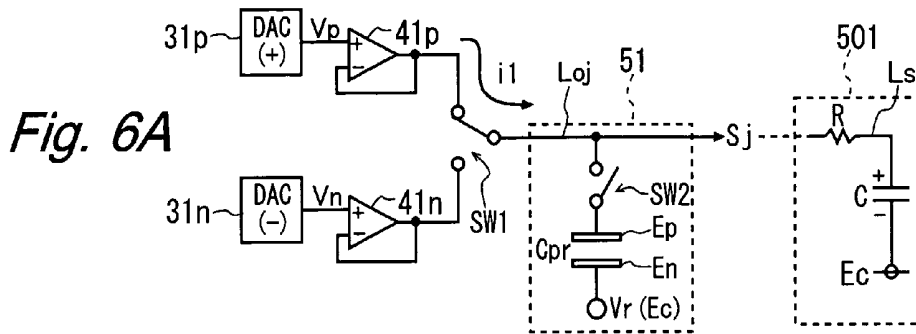 Fig. 6A
31p
DAC
(+)
Vp
+
-
41p
i1
Loj
51
501
Ls
R
Sj
SW1
SW2
31n
DAC
(-)
Vn
+
-
41n
Cpr
Ep
En
Vr (Ec)
+
C
-
Ec